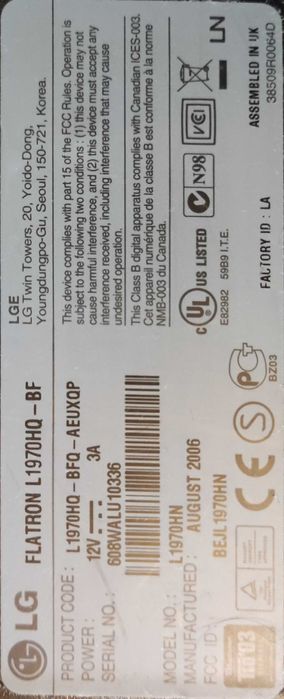 LG
FLATRON L1970HQ-BF
LGE
LG Twin Towers, 20, Yoido-Dong,
Youngdungpo-Gu, Seoul, 150-721, Korea.
PRODUCT CODE : L1970HQ-BFQ-AEUXQP
POWER : 12V 3A
SERIAL NO. : 608WALU10336
This device complies with part 15 of the FCC Rules. Operation is
subject to the following two conditions : (1) this device may not
cause harmful interference, and (2) this device must accept any
interference received, including interference that may cause
undesired operation.
This Class B digital apparatus complies with Canadian ICES-003.
Cet appareil numérique de la classe B est conforme à la norme
NMB-003 du Canada.
MODEL NO. : L1970HN
MANUFACTURED : AUGUST 2006
FCC ID : BEJL1970HN
C UL US LISTED
E82982 59B9 I.T.E.
N98
VCI
LN
CE
S
BZ03
FACTORY ID : LA
ASSEMBLED IN UK
38509R0064D